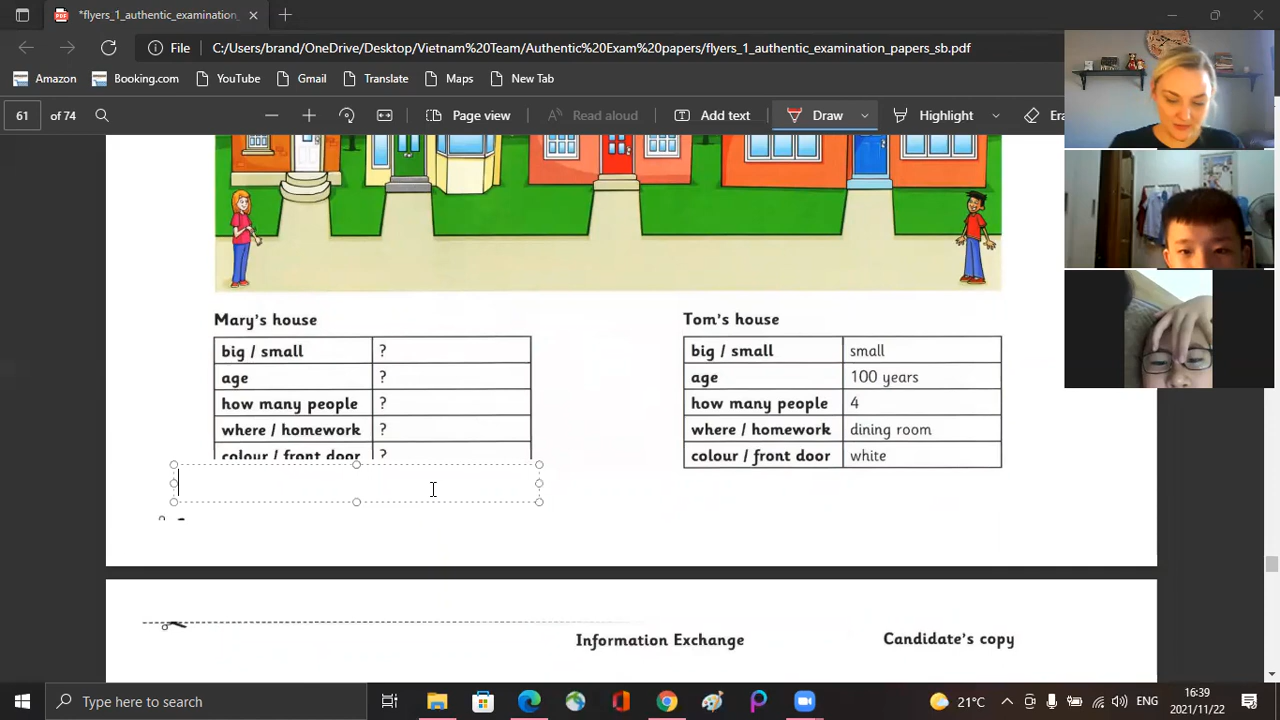 *flyers_1_authentic_examination_
File
C:/Users/brand/OneDrive/Desktop/Vietnam%20Team/Authentic%20Exam%20papers/flyers_1_authentic_examination_papers_sb.pdf
Amazon
Booking.com
YouTube
Gmail
Translate
Maps
New Tab
61 of 74
Page view
Read aloud
Add text
Draw
Highlight
Era
Mary's house
big / small ?
age ?
how many people ?
where / homework ?
colour / front door ?
Tom's house
big / small small
age 100 years
how many people 4
where / homework dining room
colour / front door white
Information Exchange
Candidate's copy
Type here to search
21°C
ENG
16:39
2021/11/22